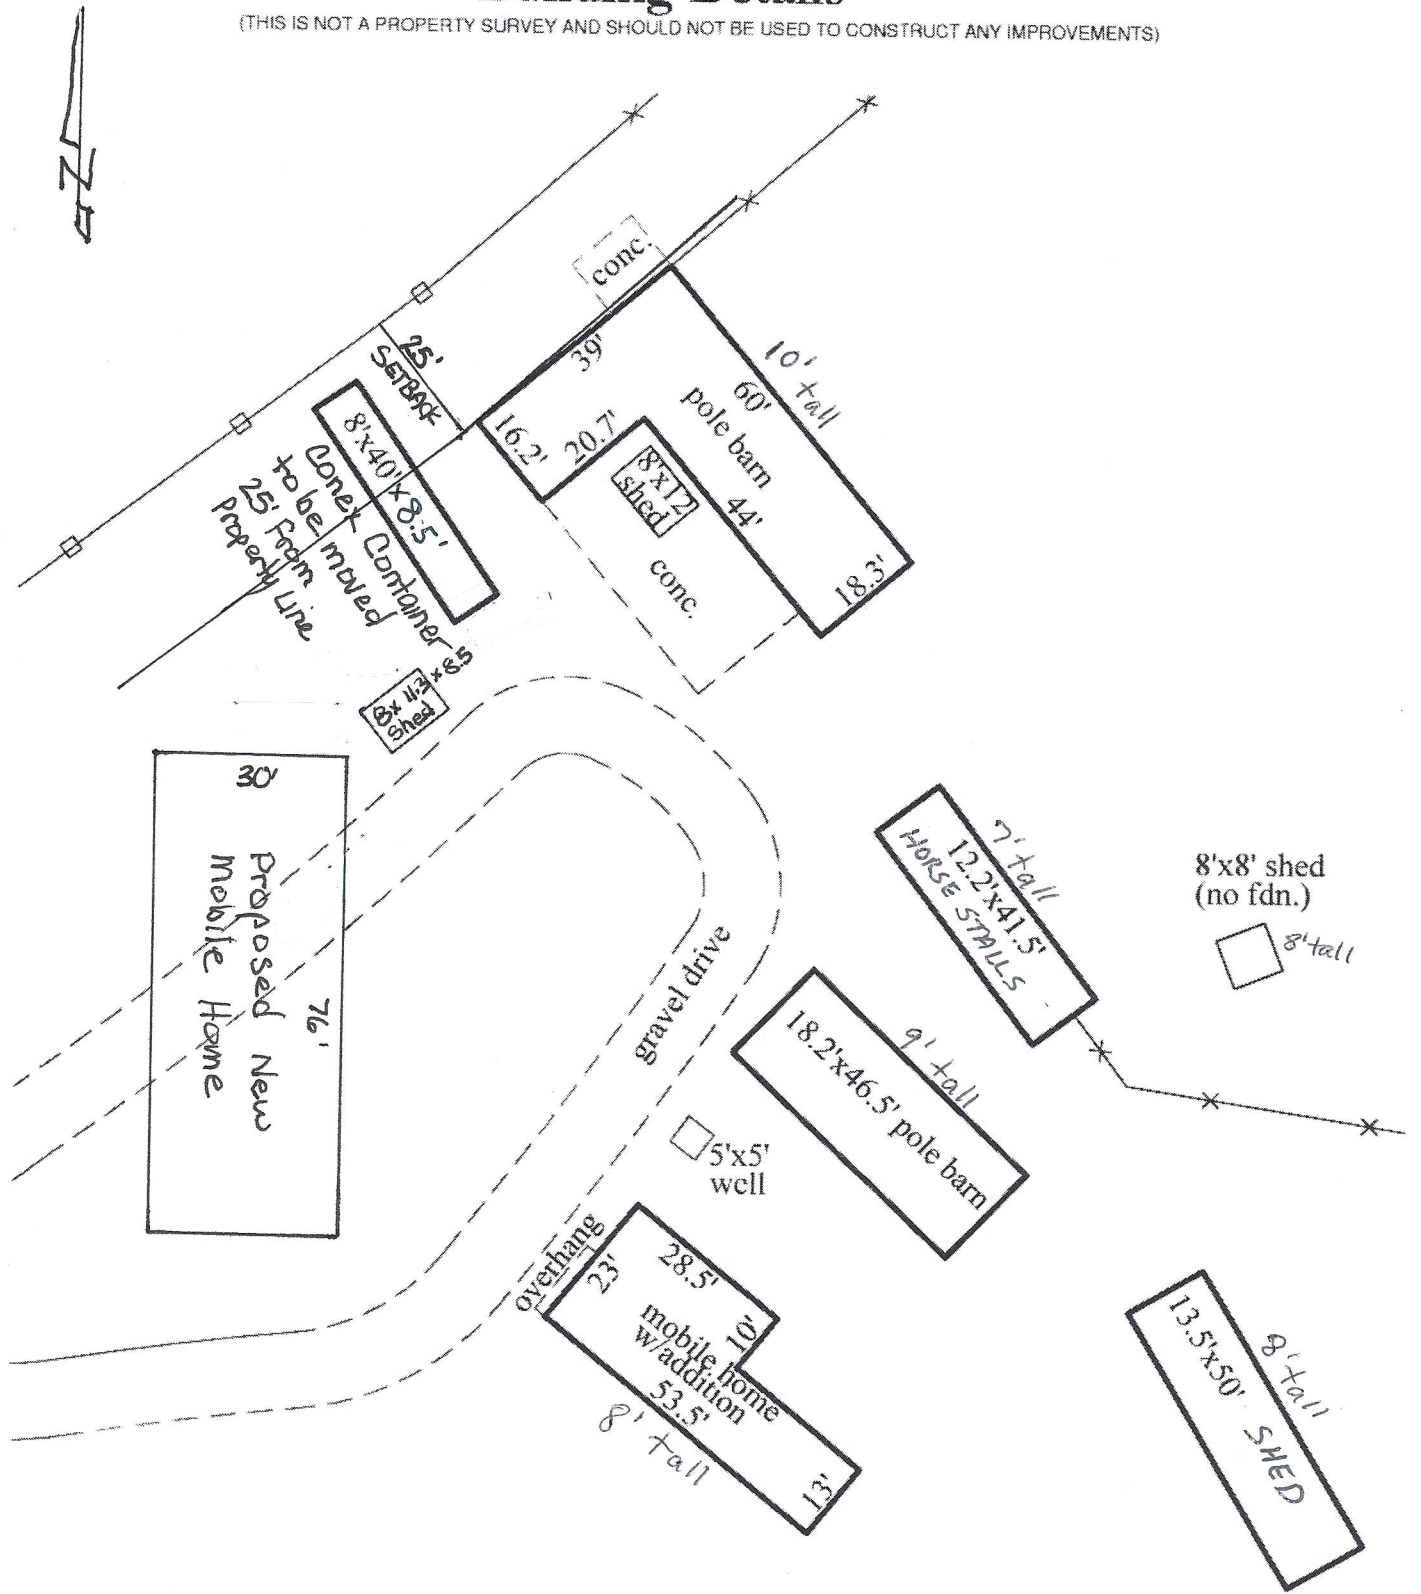 (THIS IS NOT A PROPERTY SURVEY AND SHOULD NOT BE USED TO CONSTRUCT ANY IMPROVEMENTS)
N
conc.
25'
SETBACK
39'
10' tall
60'
pole barn
16.2'
20.7'
8'x12'
shed
44'
18.3'
conc.
8'x40'x8.5'
Conex Container
to be moved
25' From
Property Line
8x 11.3 x 8.5
Shed
30'
Proposed New
Mobile Home
76'
gravel drive
7' tall
12.2'x41.5'
HORSE STALLS
8'x8' shed
(no fdn.)
8' tall
9' tall
18.2'x46.5' pole barn
5'x5'
well
overhang
23'
28.5'
10'
mobile home
w/addition
53.5'
8' tall
13'
8' tall
13.5'x50' SHED